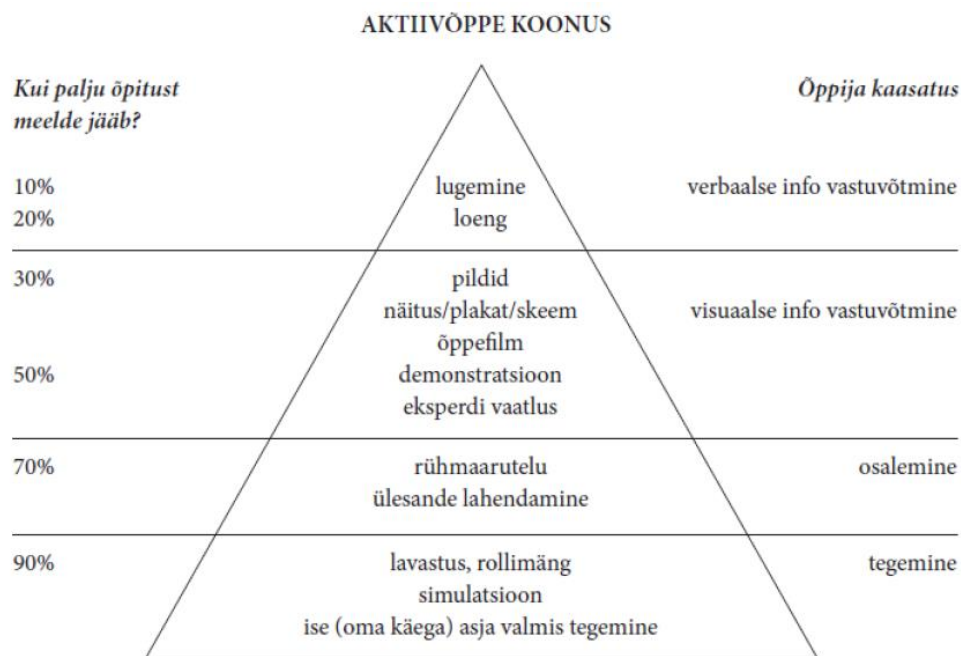 AKTIIVÕPPE KOONUS
Kui palju õpitust
meelde jääb?
Õppija kaasatus
10% lugemine verbaalse info vastuvõtmine
20% loeng
30% pildid
näitus/plakat/skeem visuaalse info vastuvõtmine
õppefilm
50% demonstratsioon
eksperdi vaatlus
70% rühmaarutelu osalemine
ülesande lahendamine
90% lavastus, rollimäng tegemine
simulatsioon
ise (oma käega) asja valmis tegemine